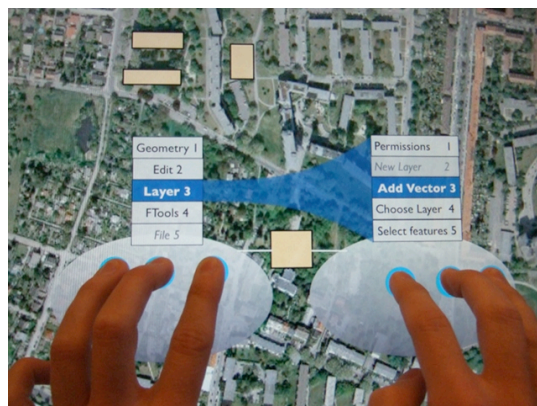 Geometry 1
Edit 2
Layer 3
FTools 4
File 5
Permissions 1
New Layer 2
Add Vector 3
Choose Layer 4
Select features 5